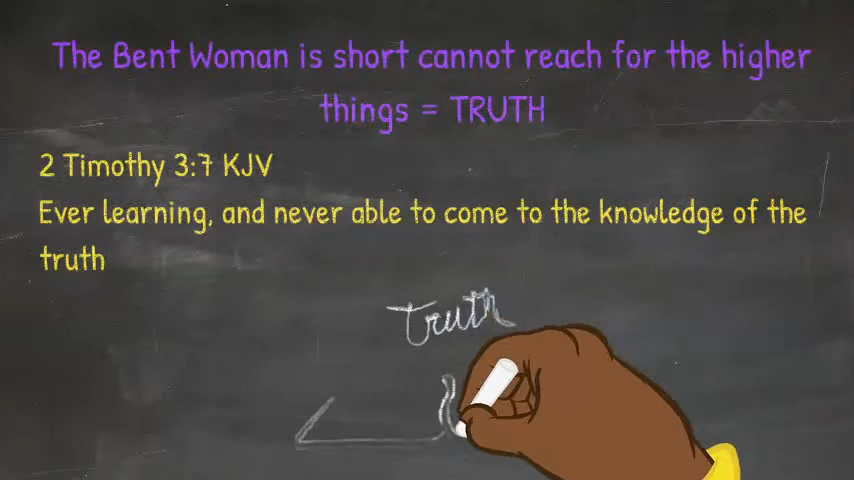 The Bent Woman is short cannot reach for the higher
things = TRUTH
2 Timothy 3:7 KJV
Ever learning, and never able to come to the knowledge of the
truth
Truth